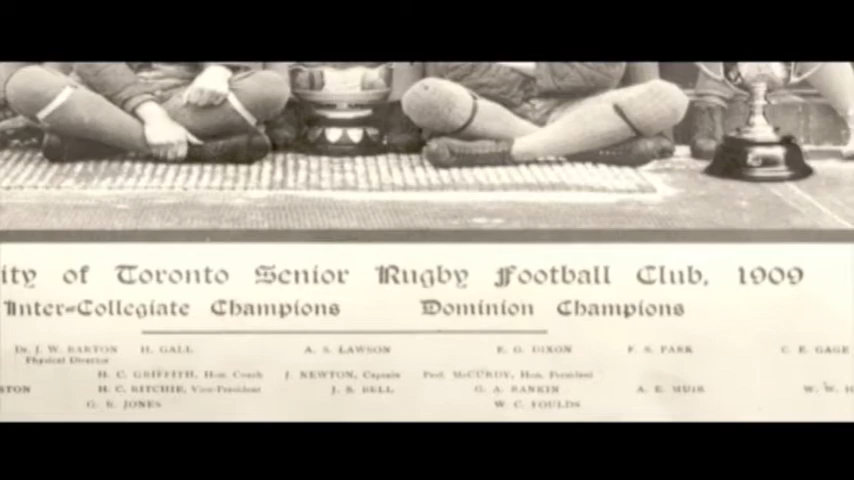 ity of Toronto Senior Rugby Football Club, 1909
Inter=Collegiate Champions Dominion Champions
Dr. J. W. BARTON H. GALL A. S. LAWSON E. G. DIXON F. S. PARK C. E. GAGE
Physical Director
H. C. GRIFFITH, Hon. Coach J. NEWTON, Captain Prof. McCURDY, Hon. President
STON H. C. RITCHIE, Vice-President J. S. BELL G. A. RANKIN A. E. MUIR W. W. H
G. R. JONES W. C. FOULDS